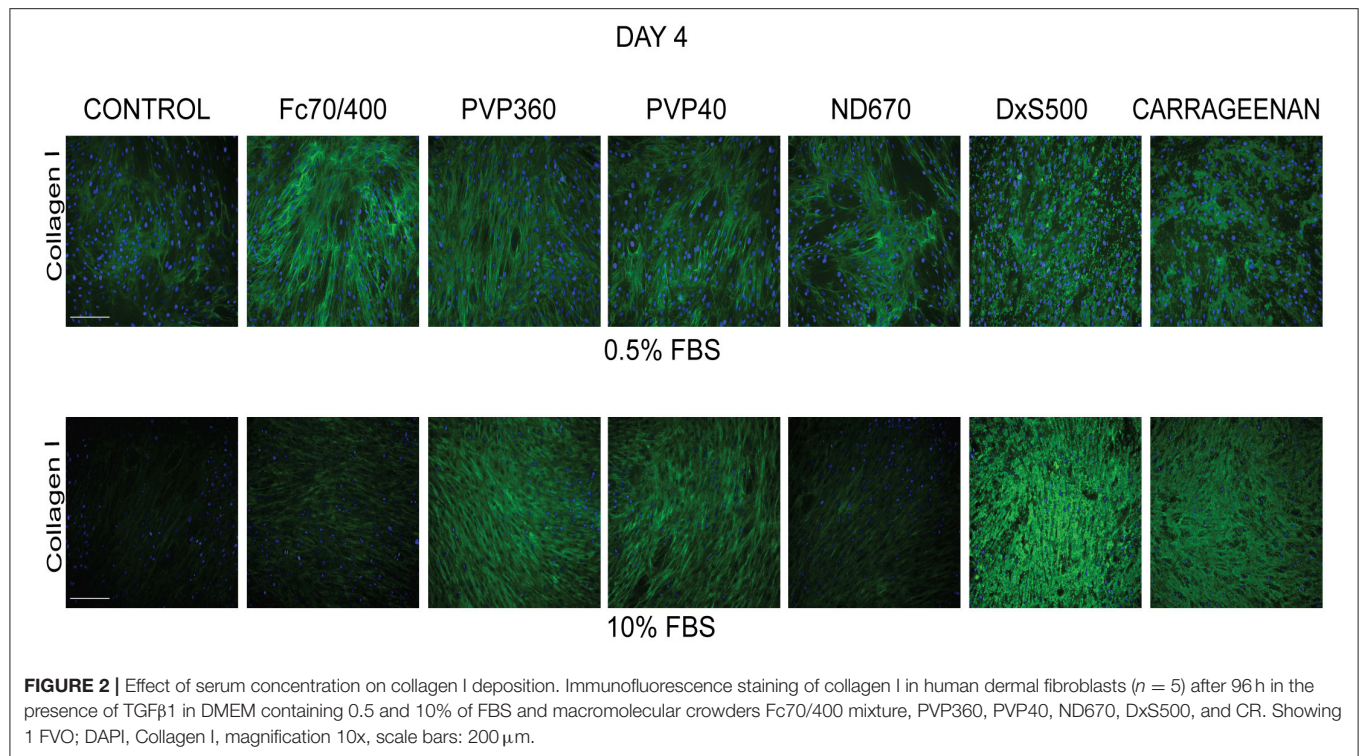 DAY 4
CONTROL Fc70/400 PVP360 PVP40 ND670 DxS500 CARRAGEENAN
Collagen I
0.5% FBS
Collagen I
10% FBS
FIGURE 2 | Effect of serum concentration on collagen I deposition. Immunofluorescence staining of collagen I in human dermal fibroblasts (n = 5) after 96 h in the
presence of TGFβ1 in DMEM containing 0.5 and 10% of FBS and macromolecular crowders Fc70/400 mixture, PVP360, PVP40, ND670, DxS500, and CR. Showing
1 FVO; DAPI, Collagen I, magnification 10x, scale bars: 200 μm.